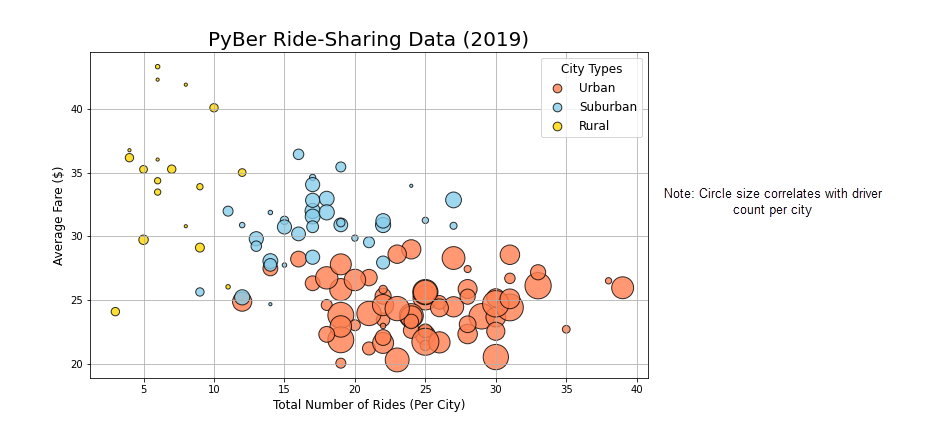 PyBer Ride-Sharing Data (2019)
City Types
Urban
Suburban
Rural
Average Fare ($)
40
35
30
25
20
5 10 15 20 25 30 35 40
Total Number of Rides (Per City)
Note: Circle size correlates with driver
count per city